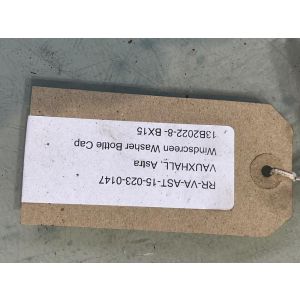 RR-VA-AST-15-023-0147
VAUXHALL, Astra
Windscreen Washer Bottle Cap
13B2022-8- BX15